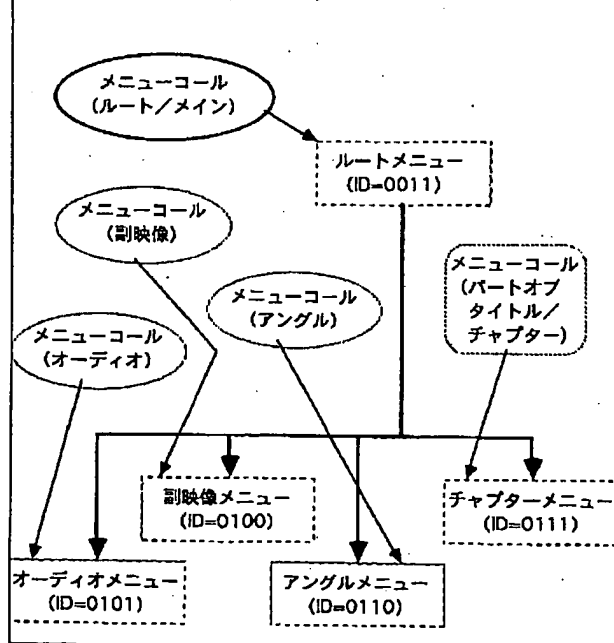 メニューコール
(ルート/メイン)
ルートメニュー
(ID=0011)
メニューコール
(副映像)
メニューコール
(アングル)
メニューコール
(パートオブ
タイトル/
チャプター)
メニューコール
(オーディオ)
副映像メニュー
(ID=0100)
チャプターメニュー
(ID=0111)
オーディオメニュー
(ID=0101)
アングルメニュー
(ID=0110)